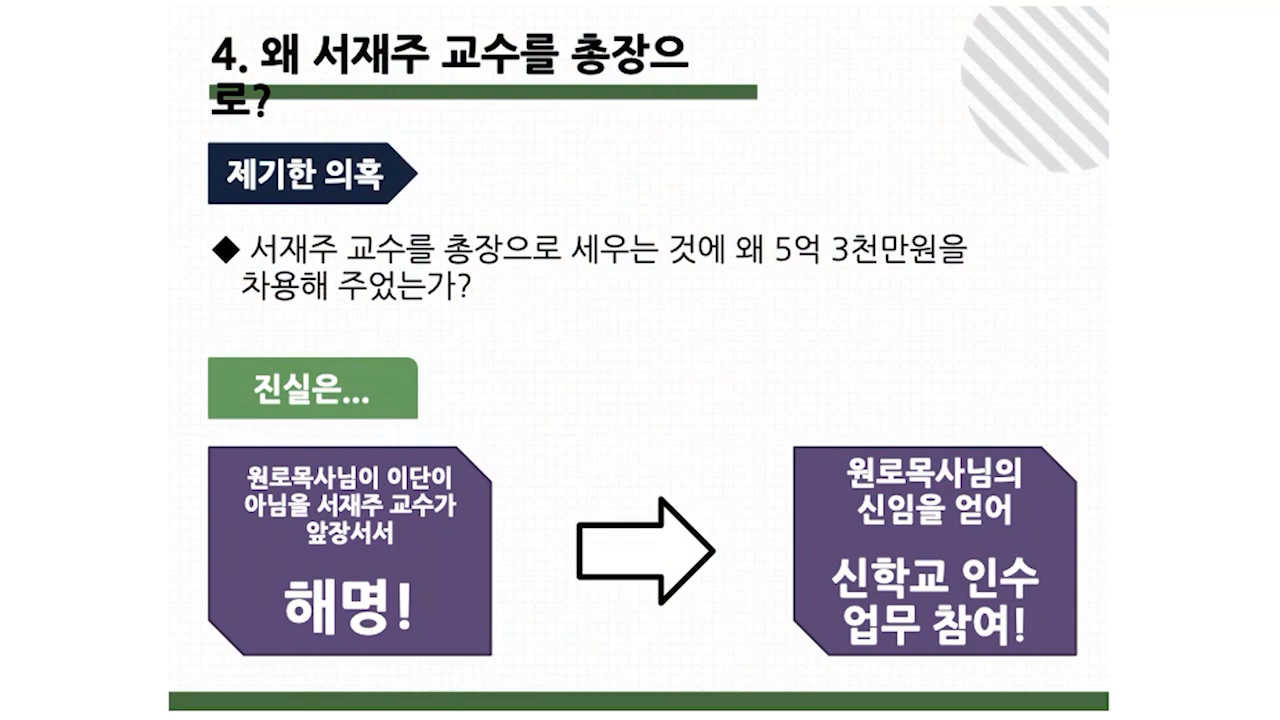 4. 왜 서재주 교수를 총장으
로?
제기한 의혹
◆ 서재주 교수를 총장으로 세우는 것에 왜 5억 3천만원을
차용해 주었는가?
진실은...
원로목사님이 이단이
아님을 서재주 교수가
앞장서서
해명!
원로목사님의
신임을 얻어
신학교 인수
업무 참여!